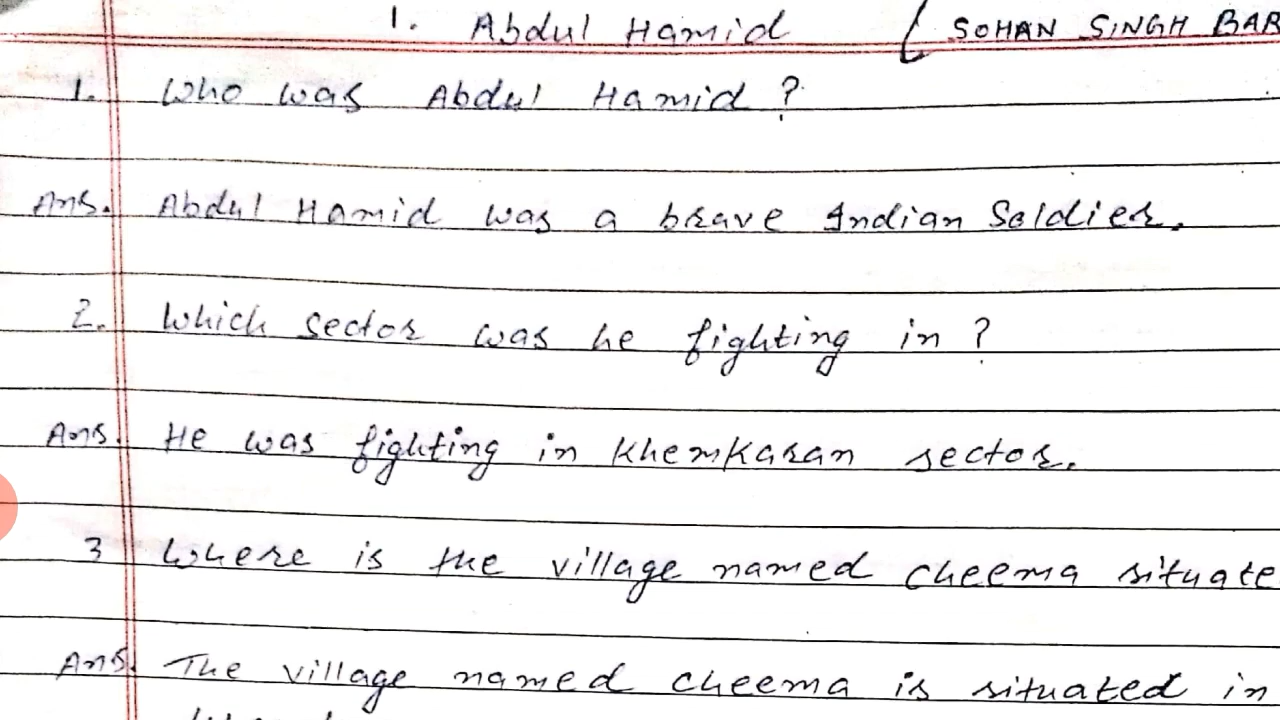 1. Abdul Hamid ( SOHAN SINGH BAR
1. Who was Abdul Hamid ?
Ans. Abdul Hamid was a brave Indian Soldier.
2. Which sector was he fighting in ?
Ans. He was fighting in Khemkaran sector.
3 Where is the village named cheema situate
Ans. The village named cheema is situated in